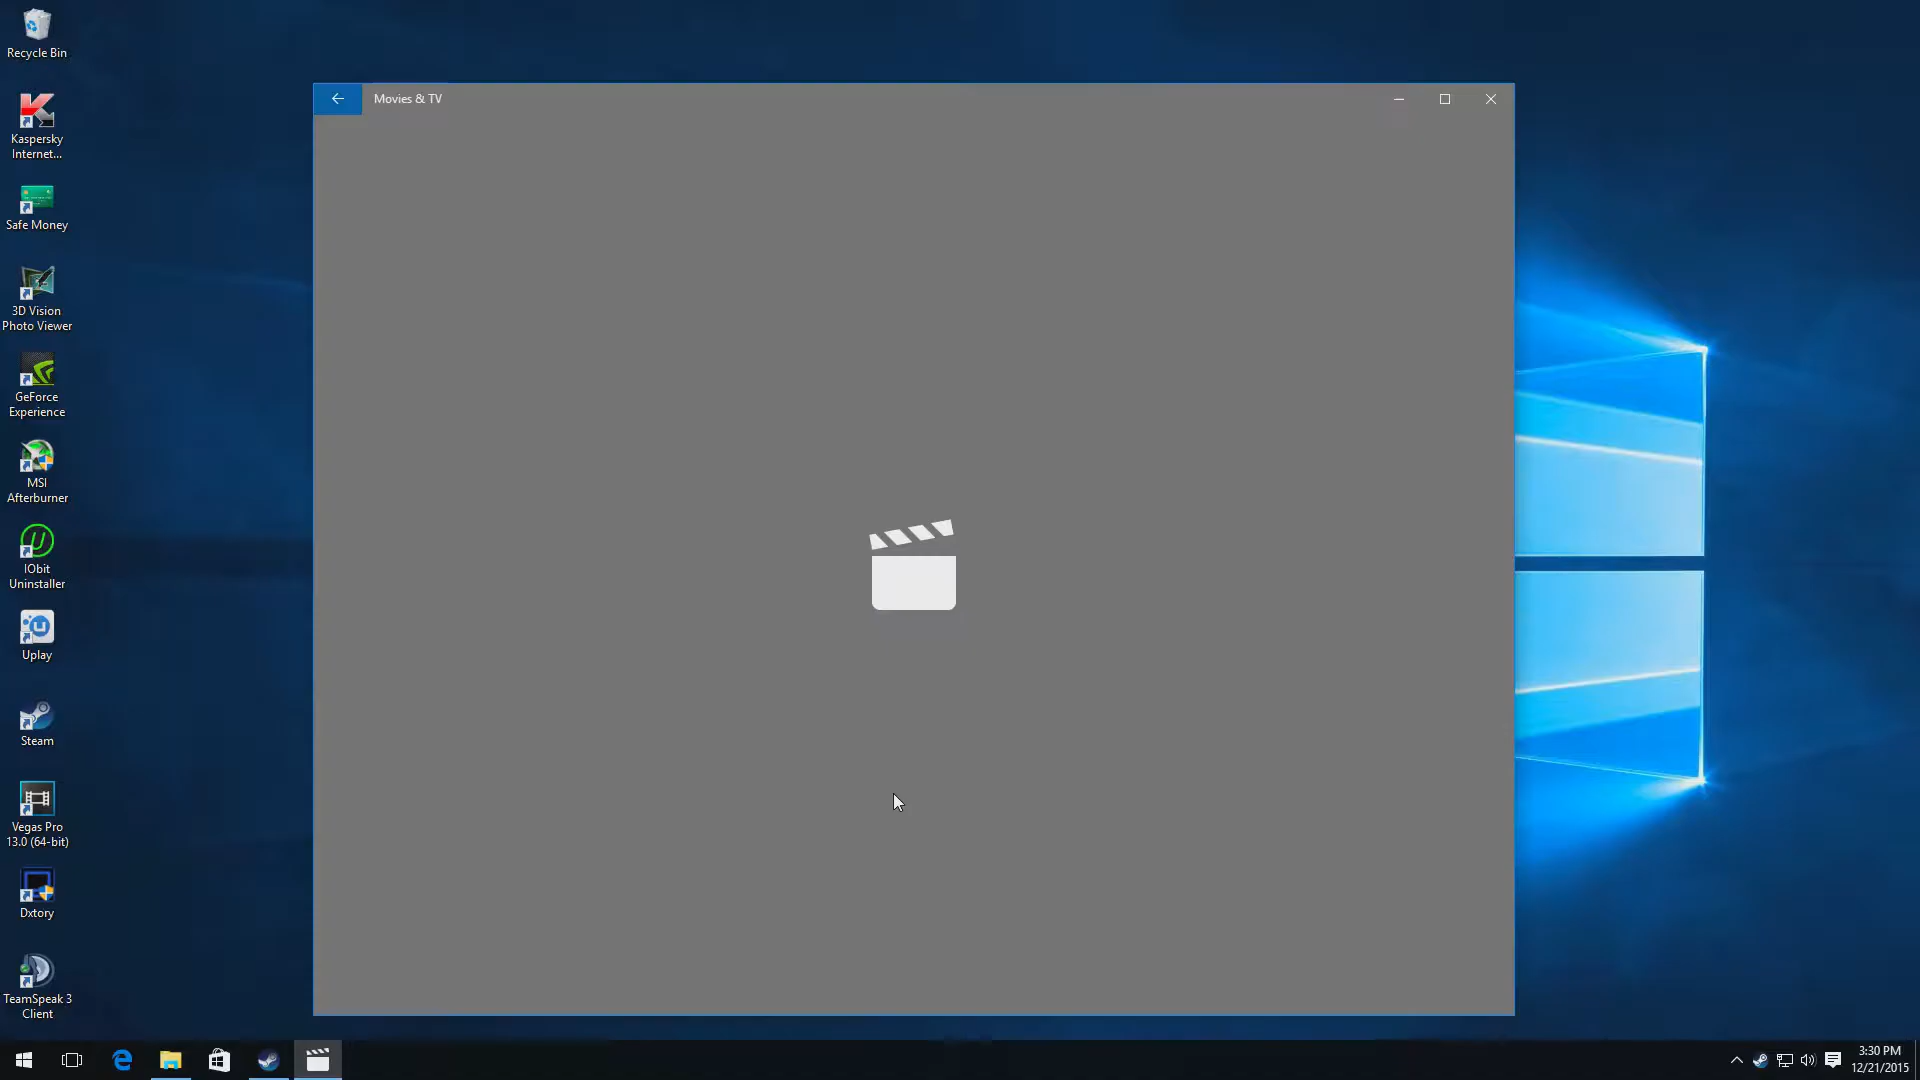 Recycle Bin
Kaspersky
Internet...
Safe Money
3D Vision
Photo Viewer
GeForce
Experience
MSI
Afterburner
IObit
Uninstaller
Uplay
Steam
Vegas Pro
13.0 (64-bit)
Dxtory
TeamSpeak 3
Client
Movies & TV
3:30 PM
12/21/2015